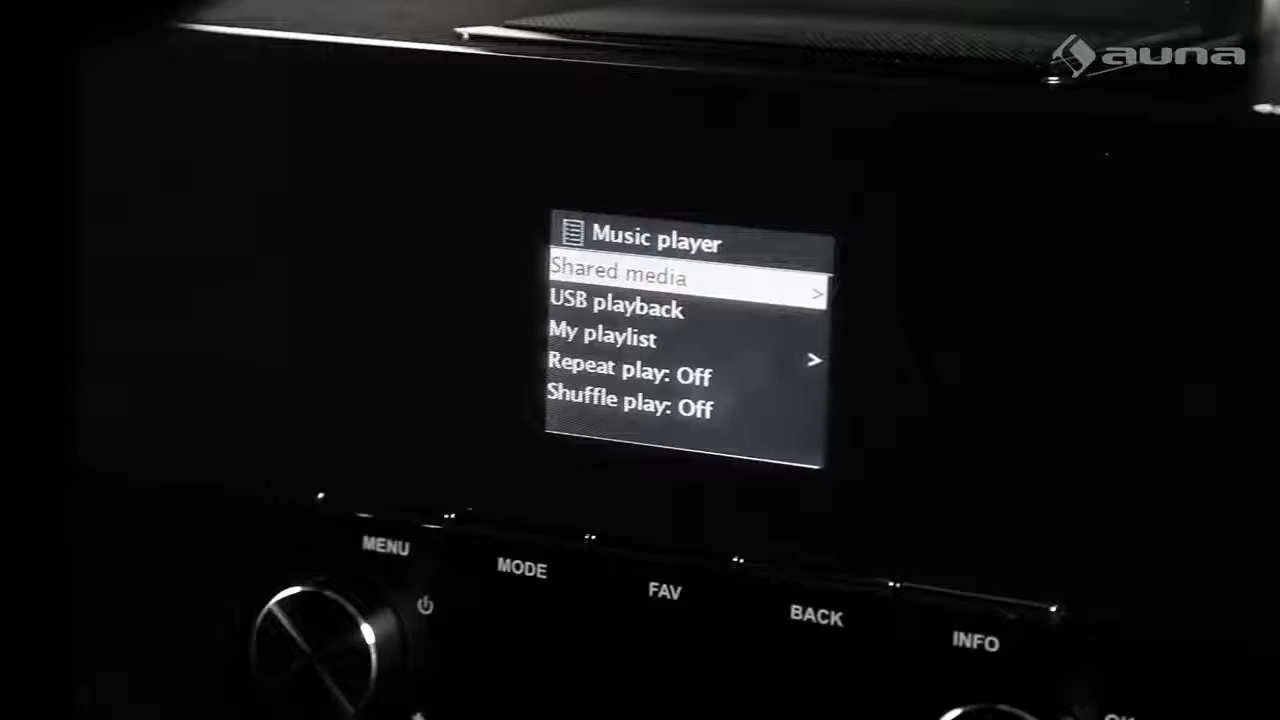 auna
Music player
Shared media >
USB playback
My playlist >
Repeat play: Off
Shuffle play: Off
MENU
MODE
FAV
BACK
INFO